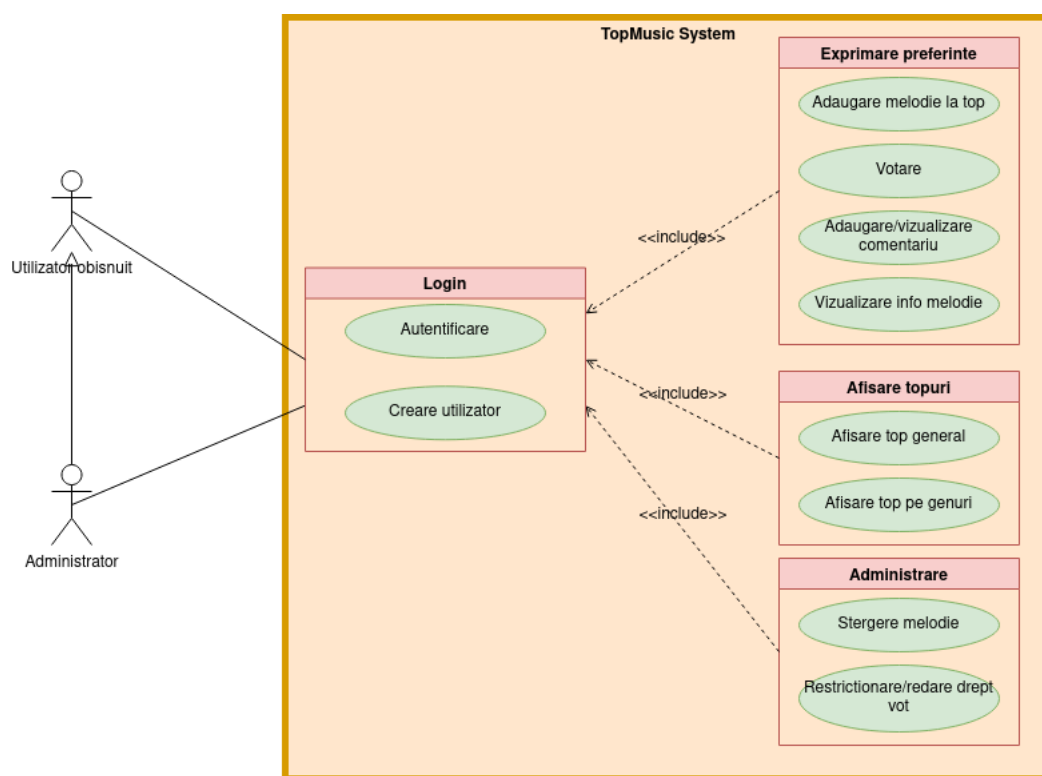 TopMusic System
Exprimare preferinte
Adaugare melodie la top
Votare
Adaugare/vizualizare
comentariu
Vizualizare info melodie
<<include>>
Utilizator obisnuit
Login
Autentificare
Creare utilizator
Afisare topuri
<<include>>
Afisare top general
Afisare top pe genuri
<<include>>
Administrator
Administrare
Stergere melodie
Restrictionare/redare drept
vot